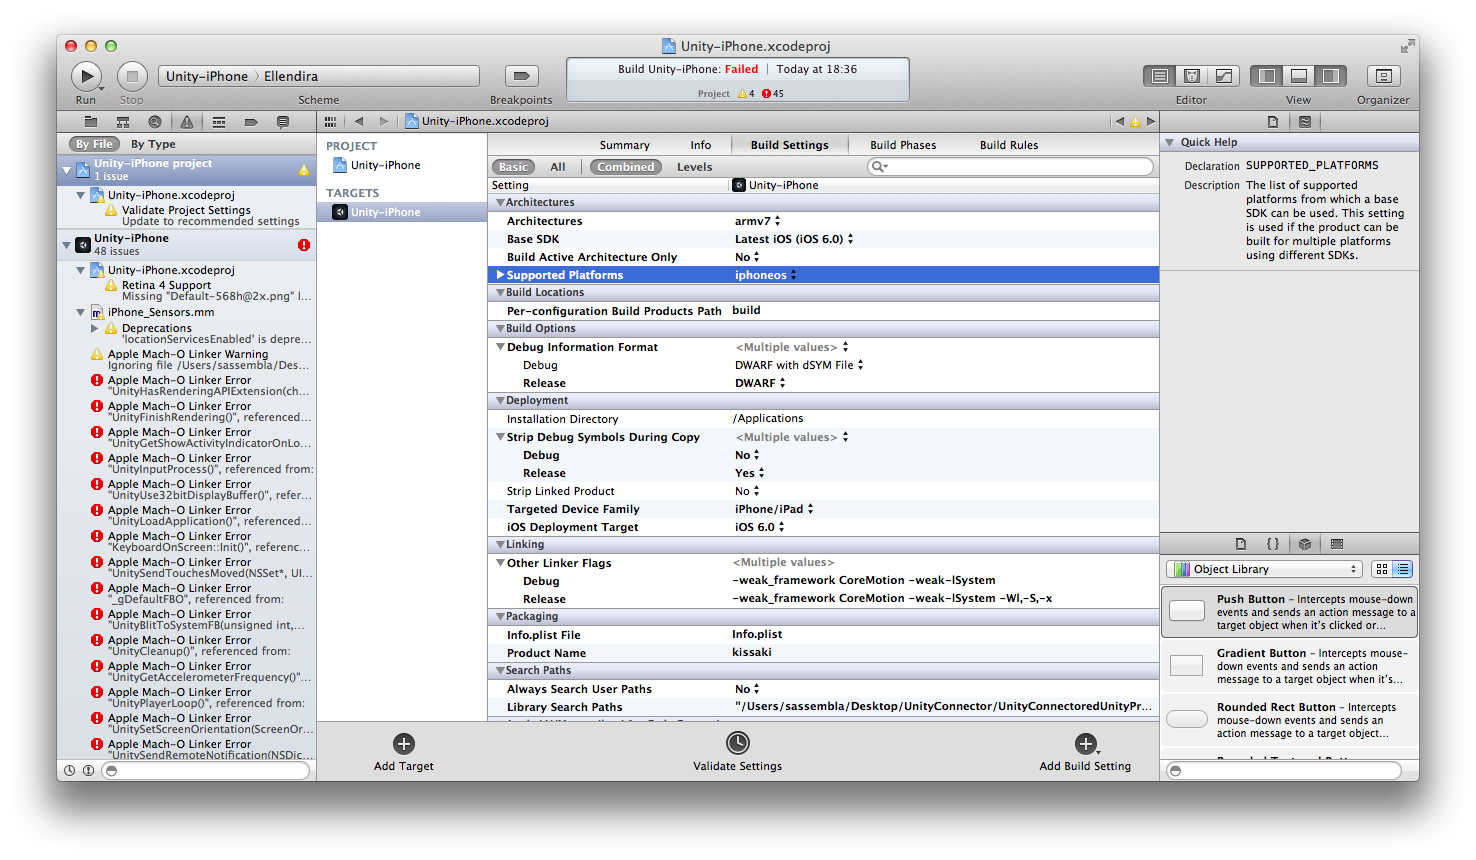 Unity-iPhone.xcodeproj
Unity-iPhone 〉 Ellendira
Build Unity-iPhone: Failed | Today at 18:36
Project 4 45
Run Stop Scheme Breakpoints Editor View Organizer
Unity-iPhone.xcodeproj
By File By Type
Unity-iPhone project
1 issue
Unity-iPhone.xcodeproj
Validate Project Settings
Update to recommended settings
Unity-iPhone
48 issues
Unity-iPhone.xcodeproj
Retina 4 Support
Missing "Default-568h@2x.png" l...
iPhone_Sensors.mm
Deprecations
'locationServicesEnabled' is depre...
Apple Mach-O Linker Warning
Ignoring file /Users/sassembla/Des...
Apple Mach-O Linker Error
"UnityHasRenderingAPIExtension(ch...
Apple Mach-O Linker Error
"UnityFinishRendering()", referenced...
Apple Mach-O Linker Error
"UnityGetShowActivityIndicatorOnLo...
Apple Mach-O Linker Error
"UnityInputProcess()", referenced from:
Apple Mach-O Linker Error
"UnityUse32bitDisplayBuffer()", refer...
Apple Mach-O Linker Error
"UnityLoadApplication()", referenced...
Apple Mach-O Linker Error
"KeyboardOnScreen::Init()", referenc...
Apple Mach-O Linker Error
"UnitySendTouchesMoved(NSSet*, UI...
Apple Mach-O Linker Error
"_gDefaultFBO", referenced from:
Apple Mach-O Linker Error
"UnityBlitToSystemFB(unsigned int,...
Apple Mach-O Linker Error
"UnityCleanup()", referenced from:
Apple Mach-O Linker Error
"UnityGetAccelerometerFrequency()"...
Apple Mach-O Linker Error
"UnityPlayerLoop()", referenced from:
Apple Mach-O Linker Error
"UnitySetScreenOrientation(ScreenOr...
Apple Mach-O Linker Error
"UnitySendRemoteNotification(NSDic...
PROJECT
Unity-iPhone
TARGETS
Unity-iPhone
Summary Info Build Settings Build Phases Build Rules
Basic All Combined Levels
Setting Unity-iPhone
Architectures
Architectures armv7
Base SDK Latest iOS (iOS 6.0)
Build Active Architecture Only No
Supported Platforms iphoneos
Build Locations
Per-configuration Build Products Path build
Build Options
Debug Information Format <Multiple values>
Debug DWARF with dSYM File
Release DWARF
Deployment
Installation Directory /Applications
Strip Debug Symbols During Copy <Multiple values>
Debug No
Release Yes
Strip Linked Product No
Targeted Device Family iPhone/iPad
iOS Deployment Target iOS 6.0
Linking
Other Linker Flags <Multiple values>
Debug -weak_framework CoreMotion -weak-lSystem
Release -weak_framework CoreMotion -weak-lSystem -Wl,-S,-x
Packaging
Info.plist File Info.plist
Product Name kissaki
Search Paths
Always Search User Paths No
Library Search Paths "/Users/sassembla/Desktop/UnityConnector/UnityConnectoredUnityPr...
Add Target Validate Settings Add Build Setting
Quick Help
Declaration SUPPORTED_PLATFORMS
Description The list of supported
platforms from which a base
SDK can be used. This setting
is used if the product can be
built for multiple platforms
using different SDKs.
Object Library
Push Button - Intercepts mouse-down
events and sends an action message to a
target object when it's clicked or...
Gradient Button - Intercepts mouse-
down events and sends an action
message to a target object when it's...
Rounded Rect Button - Intercepts
mouse-down events and sends an
action message to a target object...